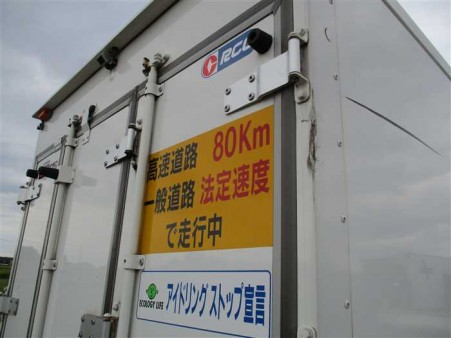 RCC
高速道路 80Km
一般道路 法定速度
で走行中
ECOLOGY LIFE
アイドリング ストップ宣言